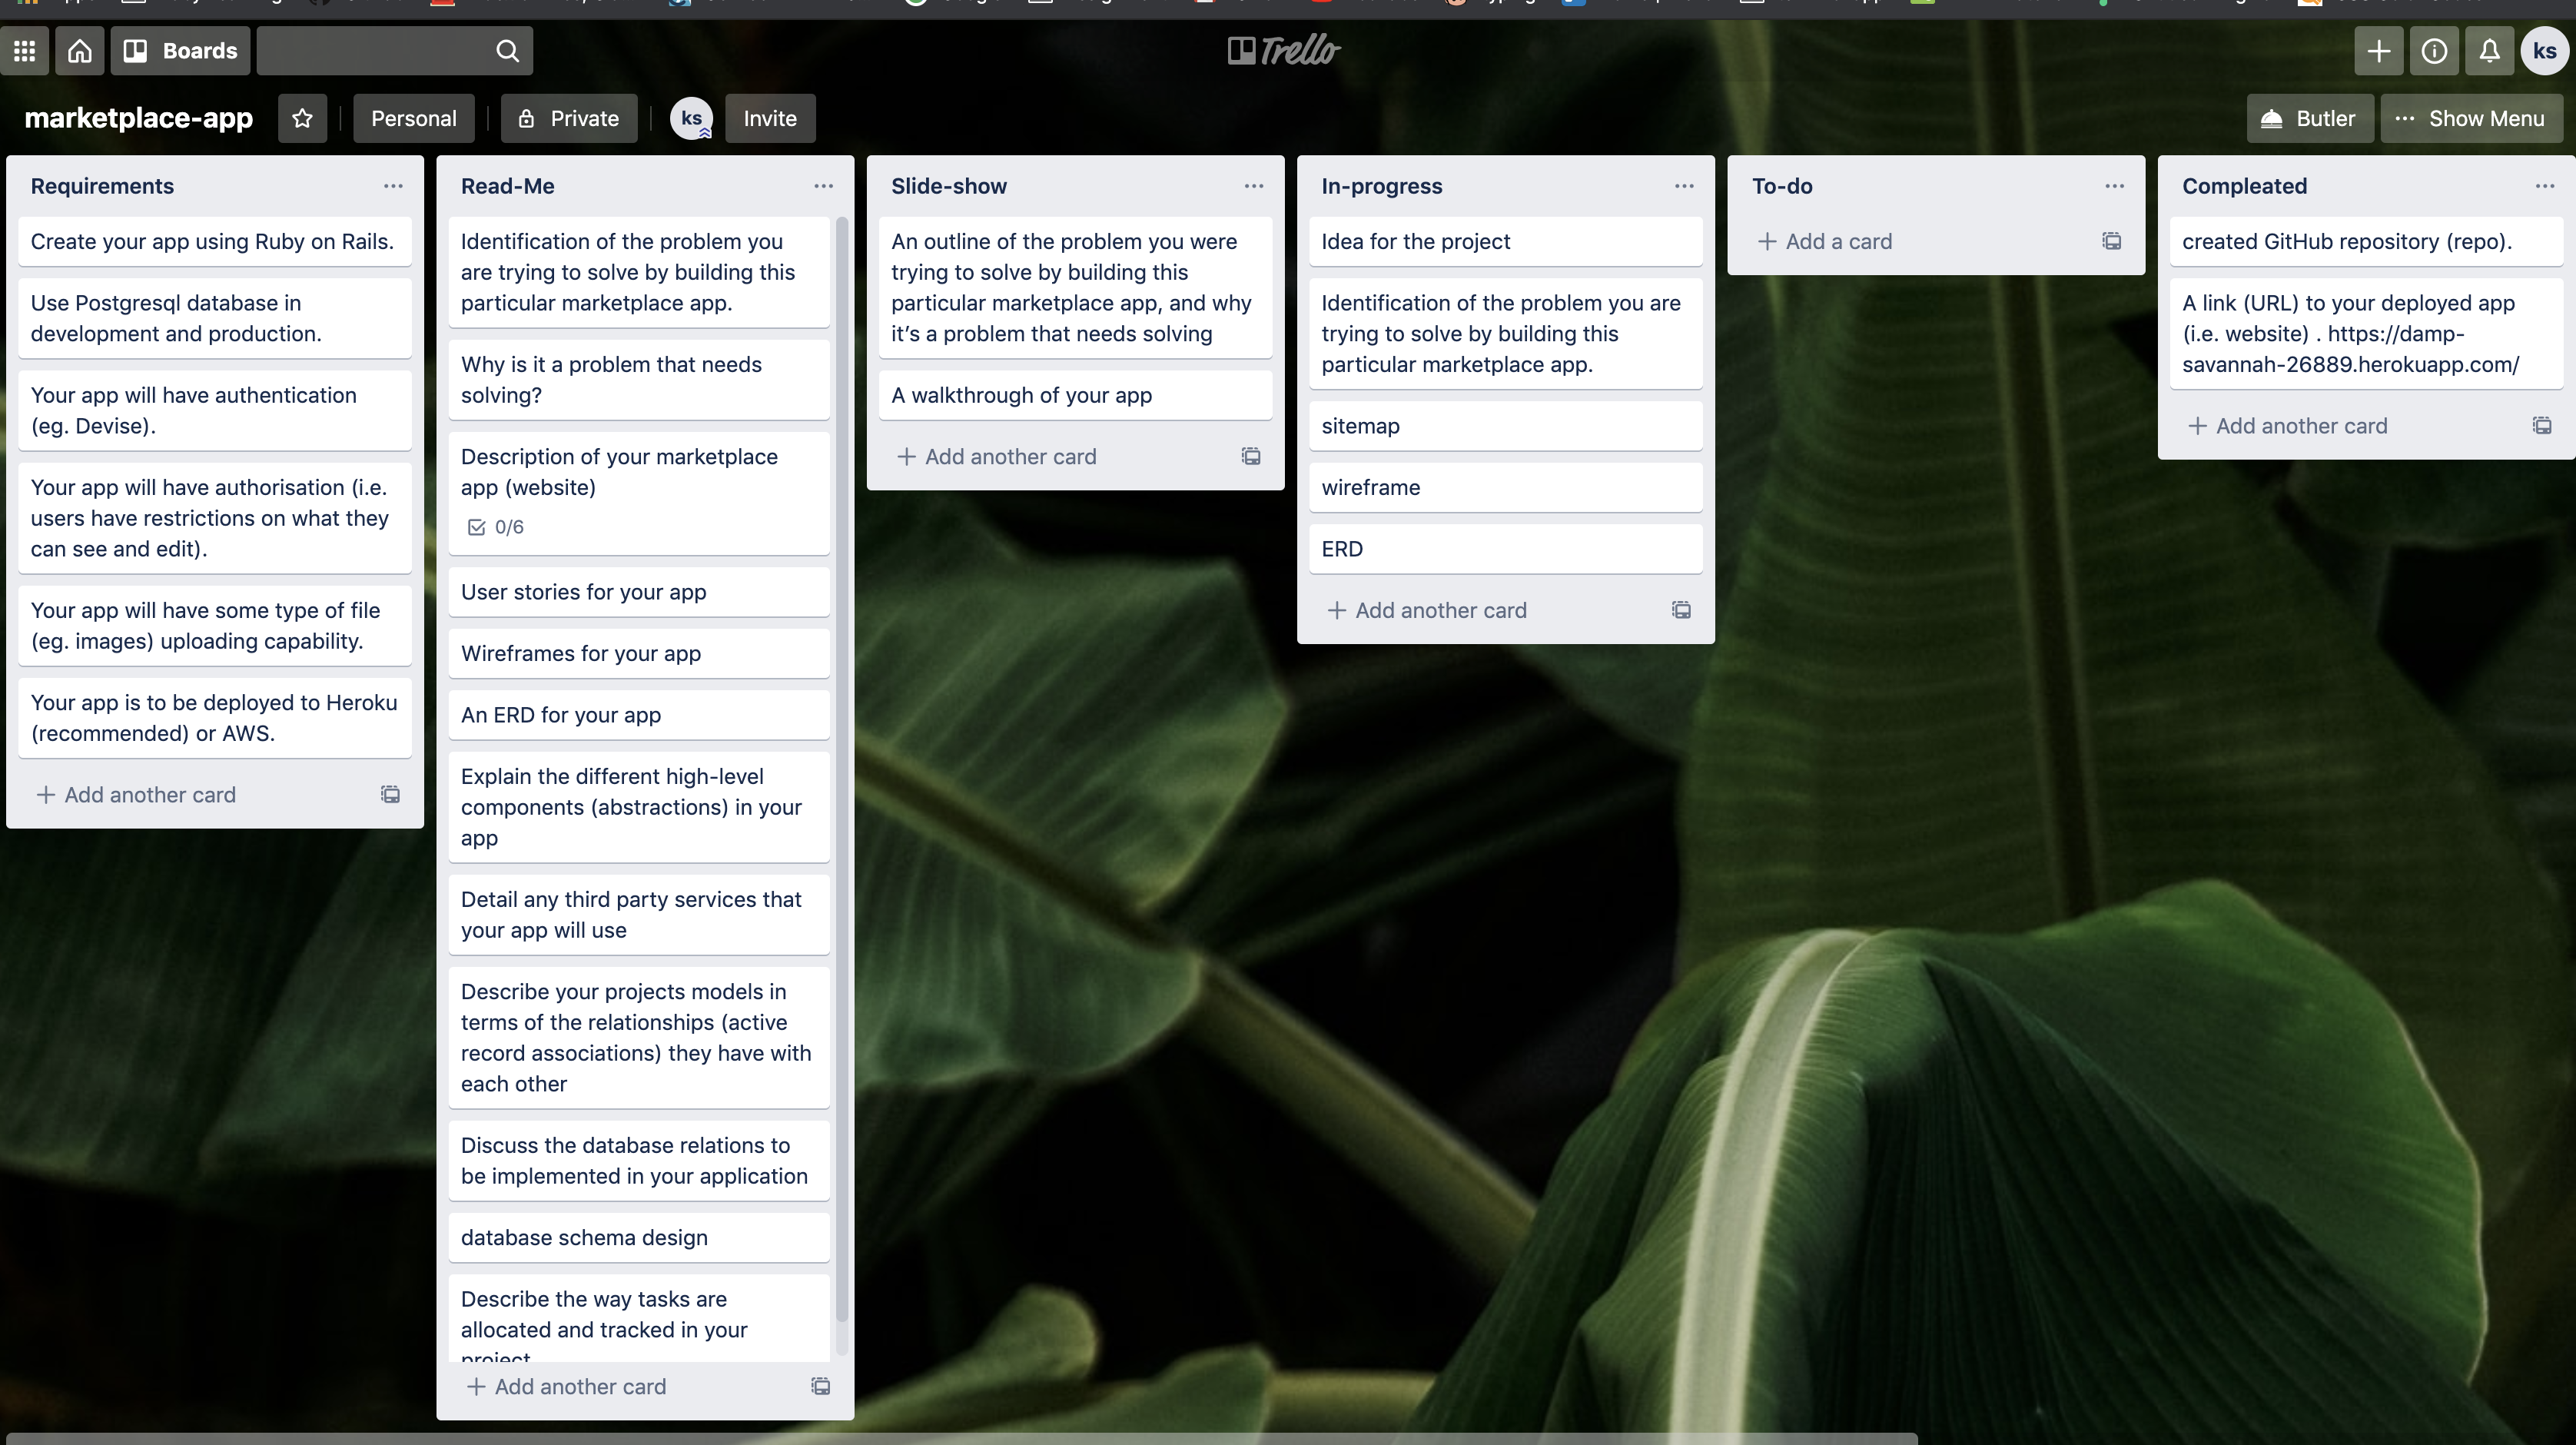 Boards
Trello
ks
marketplace-app
Personal
Private
ks
Invite
Butler
Show Menu
Requirements
Create your app using Ruby on Rails.
Use Postgresql database in
development and production.
Your app will have authentication
(eg. Devise).
Your app will have authorisation (i.e.
users have restrictions on what they
can see and edit).
Your app will have some type of file
(eg. images) uploading capability.
Your app is to be deployed to Heroku
(recommended) or AWS.
Add another card
Read-Me
Identification of the problem you
are trying to solve by building this
particular marketplace app.
Why is it a problem that needs
solving?
Description of your marketplace
app (website)
0/6
User stories for your app
Wireframes for your app
An ERD for your app
Explain the different high-level
components (abstractions) in your
app
Detail any third party services that
your app will use
Describe your projects models in
terms of the relationships (active
record associations) they have with
each other
Discuss the database relations to
be implemented in your application
database schema design
Describe the way tasks are
allocated and tracked in your
project
Add another card
Slide-show
An outline of the problem you were
trying to solve by building this
particular marketplace app, and why
it’s a problem that needs solving
A walkthrough of your app
Add another card
In-progress
Idea for the project
Identification of the problem you are
trying to solve by building this
particular marketplace app.
sitemap
wireframe
ERD
Add another card
To-do
Add a card
Compleated
created GitHub repository (repo).
A link (URL) to your deployed app
(i.e. website) . https://damp-
savannah-26889.herokuapp.com/
Add another card